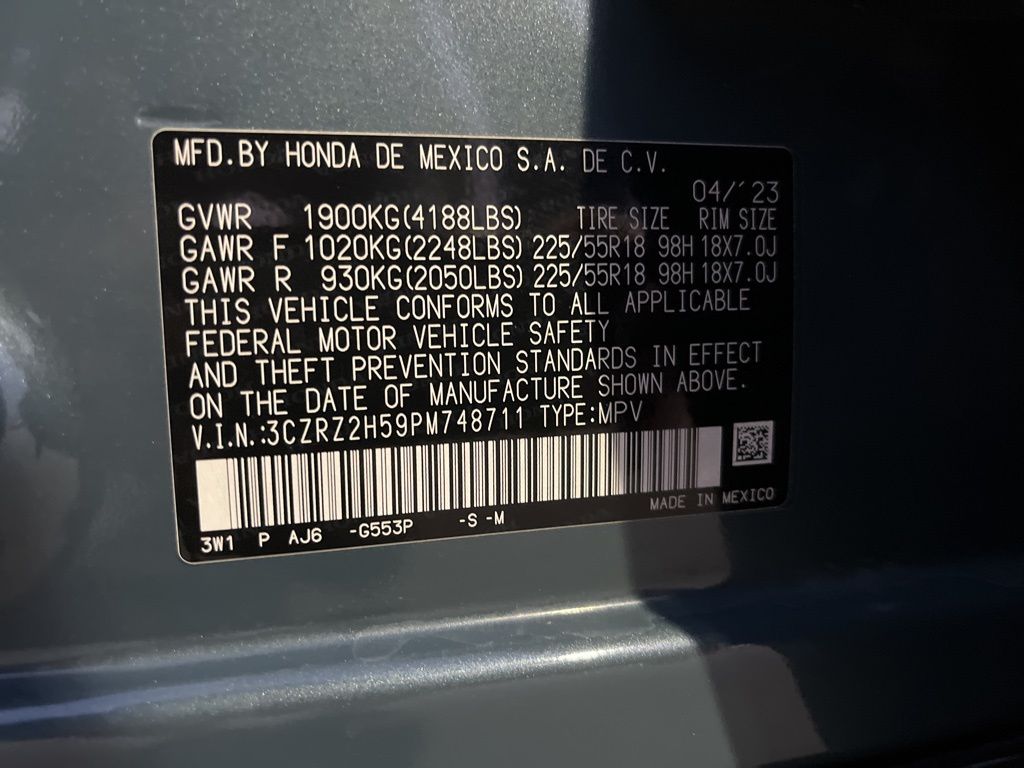 MFD.BY HONDA DE MEXICO S.A. DE C.V.
04/'23
GVWR 1900KG(4188LBS) TIRE SIZE RIM SIZE
GAWR F 1020KG(2248LBS) 225/55R18 98H 18X7.0J
GAWR R 930KG(2050LBS) 225/55R18 98H 18X7.0J
THIS VEHICLE CONFORMS TO ALL APPLICABLE
FEDERAL MOTOR VEHICLE SAFETY
AND THEFT PREVENTION STANDARDS IN EFFECT
ON THE DATE OF MANUFACTURE SHOWN ABOVE.
V.I.N.:3CZRZ2H59PM748711 TYPE:MPV
MADE IN MEXICO
3W1 P AJ6 -G553P -S -M